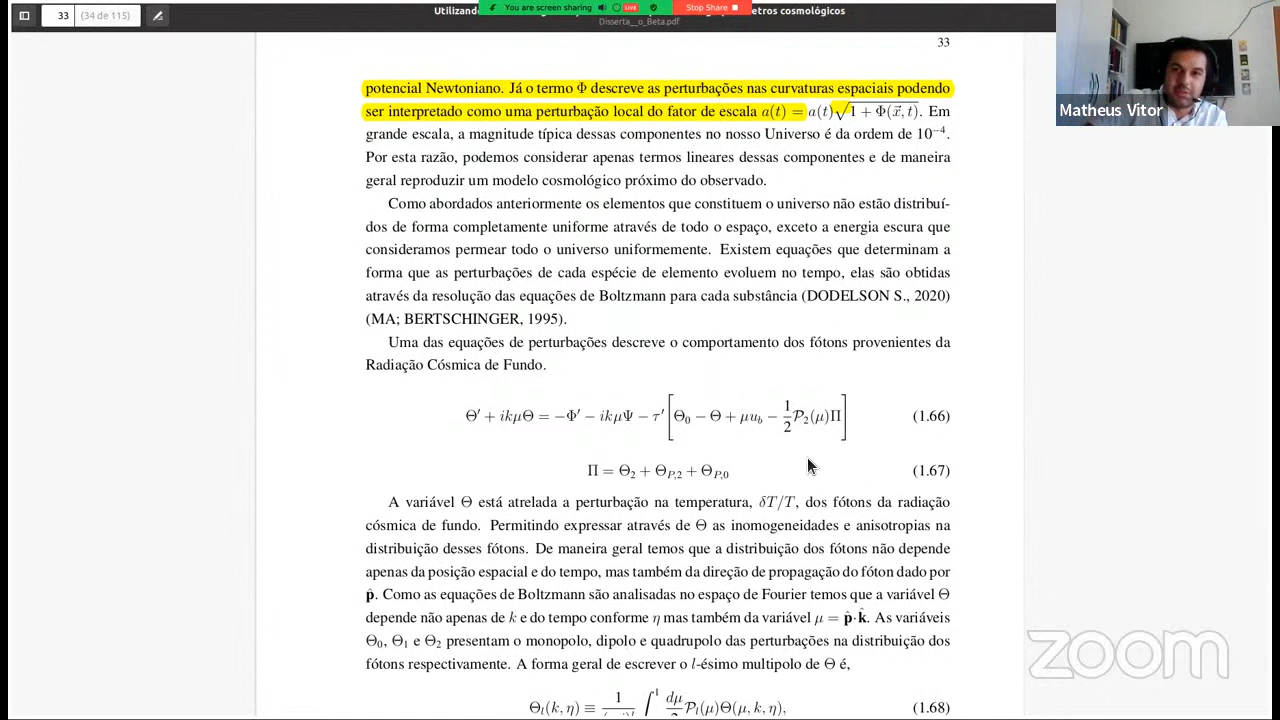 33 (34 de 115)
You are screen sharing LIVE Stop Share
Utilizando etros cosmológicos
Disserta__o_Beta.pdf
Matheus Vitor
33
potencial Newtoniano. Já o termo Φ descreve as perturbações nas curvaturas espaciais podendo
ser interpretado como uma perturbação local do fator de escala a(t) = a(t)√1 + Φ(x⃗, t). Em
grande escala, a magnitude típica dessas componentes no nosso Universo é da ordem de 10⁻⁴.
Por esta razão, podemos considerar apenas termos lineares dessas componentes e de maneira
geral reproduzir um modelo cosmológico próximo do observado.
Como abordados anteriormente os elementos que constituem o universo não estão distribuí-
dos de forma completamente uniforme através de todo o espaço, exceto a energia escura que
consideramos permear todo o universo uniformemente. Existem equações que determinam a
forma que as perturbações de cada espécie de elemento evoluem no tempo, elas são obtidas
através da resolução das equações de Boltzmann para cada substância (DODELSON S., 2020)
(MA; BERTSCHINGER, 1995).
Uma das equações de perturbações descreve o comportamento dos fótons provenientes da
Radiação Cósmica de Fundo.
Θ′ + ikμΘ = −Φ′ − ikμΨ − τ′[Θ₀ − Θ + μu_b − 1/2 𝒫₂(μ)Π] (1.66)
Π = Θ₂ + Θ_{P,2} + Θ_{P,0} (1.67)
A variável Θ está atrelada a perturbação na temperatura, δT/T, dos fótons da radiação
cósmica de fundo. Permitindo expressar através de Θ as inomogeneidades e anisotropias na
distribuição desses fótons. De maneira geral temos que a distribuição dos fótons não depende
apenas da posição espacial e do tempo, mas também da direção de propagação do fóton dado por
p̂. Como as equações de Boltzmann são analisadas no espaço de Fourier temos que a variável Θ
depende não apenas de k e do tempo conforme η mas também da variável μ = p̂·k̂. As variáveis
Θ₀, Θ₁ e Θ₂ presentam o monopolo, dipolo e quadrupolo das perturbações na distribuição dos
fótons respectivamente. A forma geral de escrever o l-ésimo multipolo de Θ é,
Θ_l(k, η) ≡ 1 ∫¹ dμ 𝒫_l(μ)Θ(μ, k, η), (1.68)
zoom